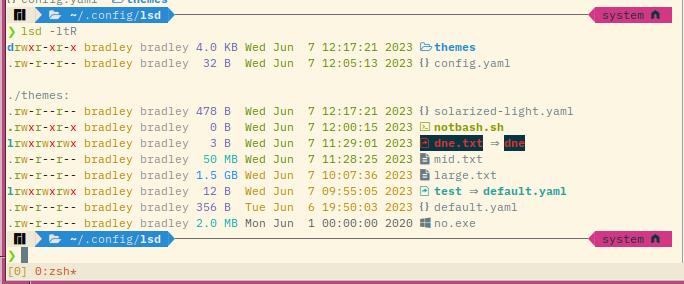 ~/.config/lsd system
❯ lsd -ltR
drwxr-xr-x bradley bradley 4.0 KB Wed Jun 7 12:17:21 2023 themes
.rw-r--r-- bradley bradley 32 B Wed Jun 7 12:05:13 2023 {} config.yaml
./themes:
.rw-r--r-- bradley bradley 478 B Wed Jun 7 12:17:21 2023 {} solarized-light.yaml
.rwxr-xr-x bradley bradley 0 B Wed Jun 7 12:00:15 2023 notbash.sh
lrwxrwxrwx bradley bradley 3 B Wed Jun 7 11:29:01 2023 dne.txt ⇒ dne
.rw-r--r-- bradley bradley 50 MB Wed Jun 7 11:28:25 2023 mid.txt
.rw-r--r-- bradley bradley 1.5 GB Wed Jun 7 10:07:36 2023 large.txt
lrwxrwxrwx bradley bradley 12 B Wed Jun 7 09:55:05 2023 test ⇒ default.yaml
.rw-r--r-- bradley bradley 356 B Tue Jun 6 19:50:03 2023 {} default.yaml
.rw-r--r-- bradley bradley 2.0 MB Mon Jun 1 00:00:00 2020 no.exe
~/.config/lsd system
❯
[0] 0:zsh*